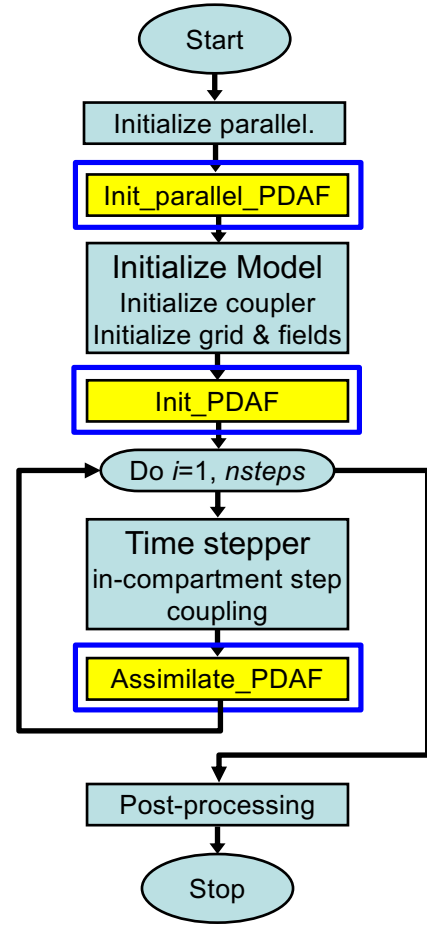 Start
Initialize parallel.
Init_parallel_PDAF
Initialize Model
Initialize coupler
Initialize grid & fields
Init_PDAF
Do i=1, nsteps
Time stepper
in-compartment step
coupling
Assimilate_PDAF
Post-processing
Stop